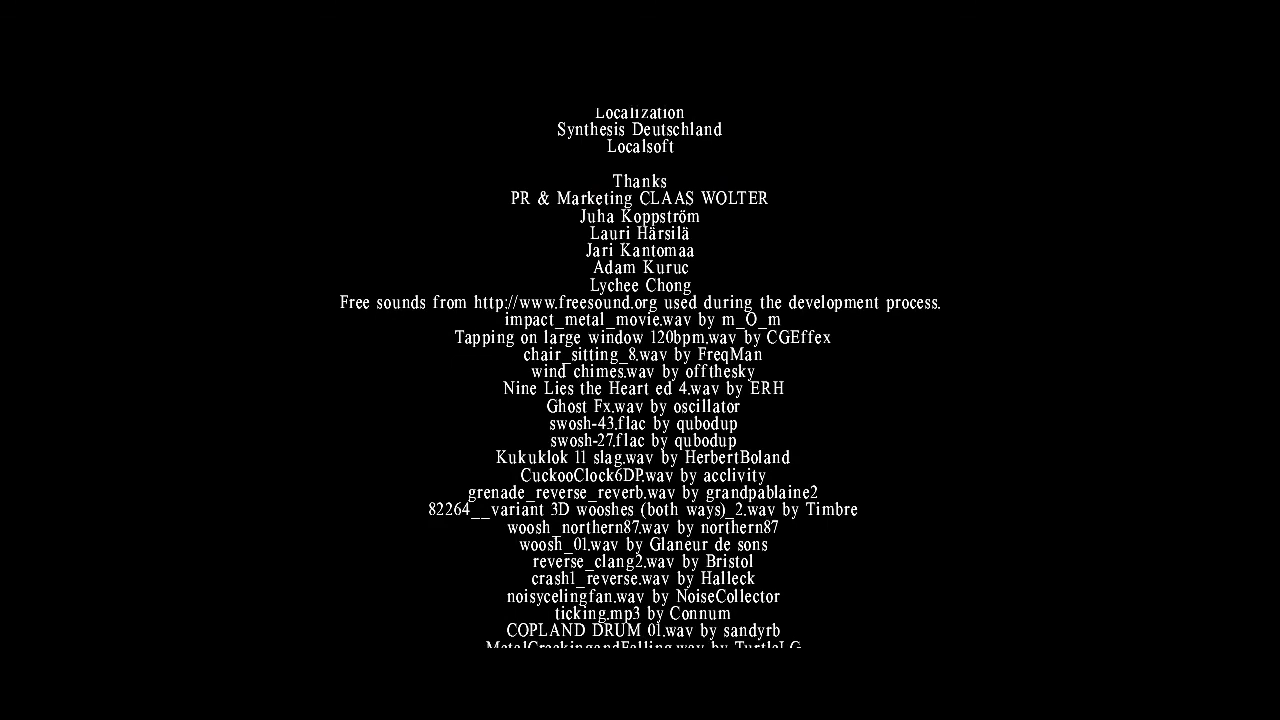 Localization
Synthesis Deutschland
Localsoft
Thanks
PR & Marketing CLAAS WOLTER
Juha Koppström
Lauri Härsilä
Jari Kantomaa
Adam Kuruc
Lychee Chong
Free sounds from http://www.freesound.org used during the development process.
impact_metal_movie.wav by m_O_m
Tapping on large window 120bpm.wav by CGEffex
chair_sitting_8.wav by FreqMan
wind chimes.wav by offthesky
Nine Lies the Heart ed 4.wav by ERH
Ghost Fx.wav by oscillator
swosh-43.flac by qubodup
swosh-27.flac by qubodup
Kukuklok 11 slag.wav by HerbertBoland
CuckooClock6DP.wav by acclivity
grenade_reverse_reverb.wav by grandpablaine2
82264__variant 3D wooshes (both ways)_2.wav by Timbre
woosh_northern87.wav by northern87
woosh_01.wav by Glaneur de sons
reverse_clang2.wav by Bristol
crash1_reverse.wav by Halleck
noisycelingfan.wav by NoiseCollector
ticking.mp3 by Connum
COPLAND DRUM 01.wav by sandyrb
MetalCrackingandFalling.wav by TurtleLG